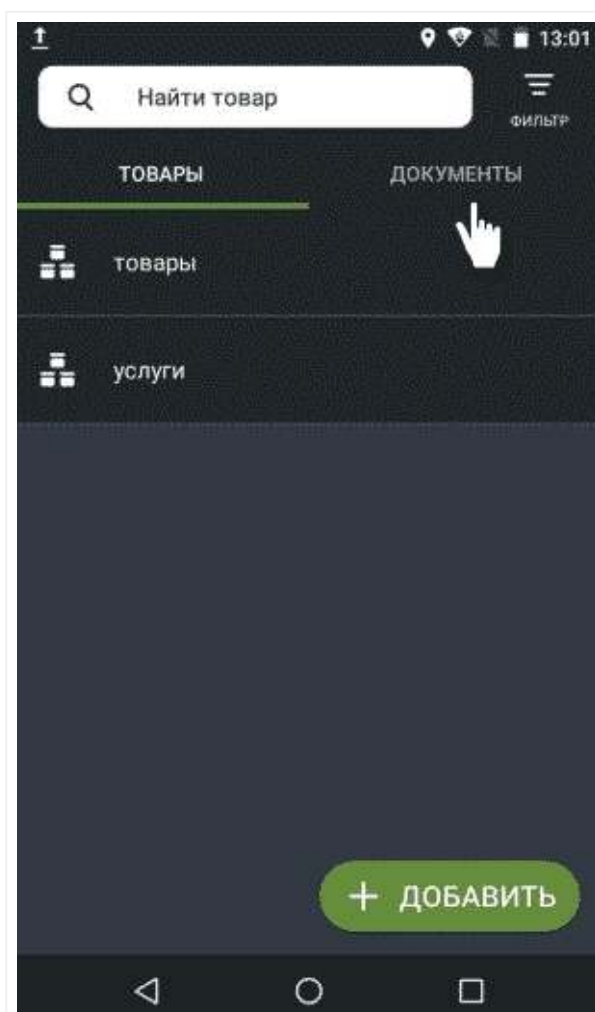 13:01
Найти товар
ФИЛЬТР
ТОВАРЫ
ДОКУМЕНТЫ
товары
услуги
+ ДОБАВИТЬ